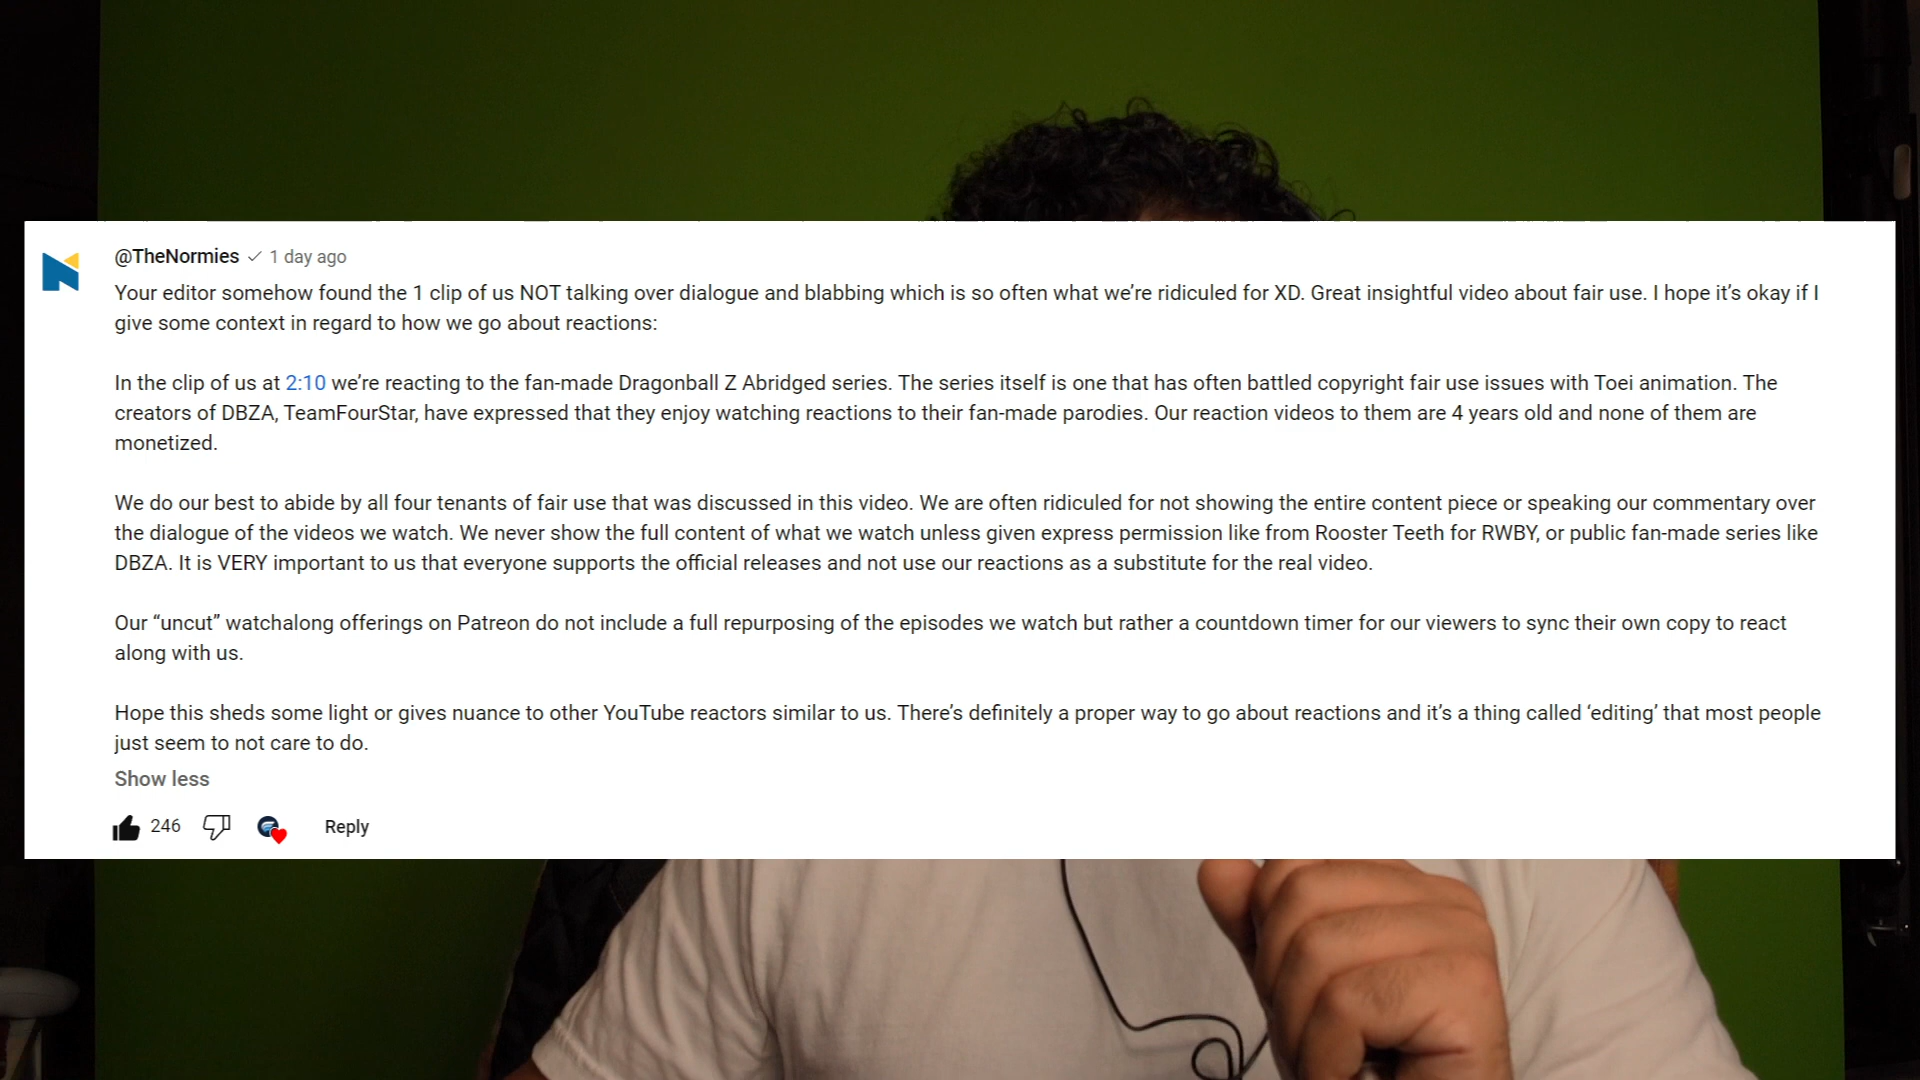 @TheNormies ✓ 1 day ago
Your editor somehow found the 1 clip of us NOT talking over dialogue and blabbing which is so often what we’re ridiculed for XD. Great insightful video about fair use. I hope it’s okay if I
give some context in regard to how we go about reactions:
In the clip of us at 2:10 we’re reacting to the fan-made Dragonball Z Abridged series. The series itself is one that has often battled copyright fair use issues with Toei animation. The
creators of DBZA, TeamFourStar, have expressed that they enjoy watching reactions to their fan-made parodies. Our reaction videos to them are 4 years old and none of them are
monetized.
We do our best to abide by all four tenants of fair use that was discussed in this video. We are often ridiculed for not showing the entire content piece or speaking our commentary over
the dialogue of the videos we watch. We never show the full content of what we watch unless given express permission like from Rooster Teeth for RWBY, or public fan-made series like
DBZA. It is VERY important to us that everyone supports the official releases and not use our reactions as a substitute for the real video.
Our “uncut” watchalong offerings on Patreon do not include a full repurposing of the episodes we watch but rather a countdown timer for our viewers to sync their own copy to react
along with us.
Hope this sheds some light or gives nuance to other YouTube reactors similar to us. There’s definitely a proper way to go about reactions and it’s a thing called ‘editing’ that most people
just seem to not care to do.
Show less
246 Reply